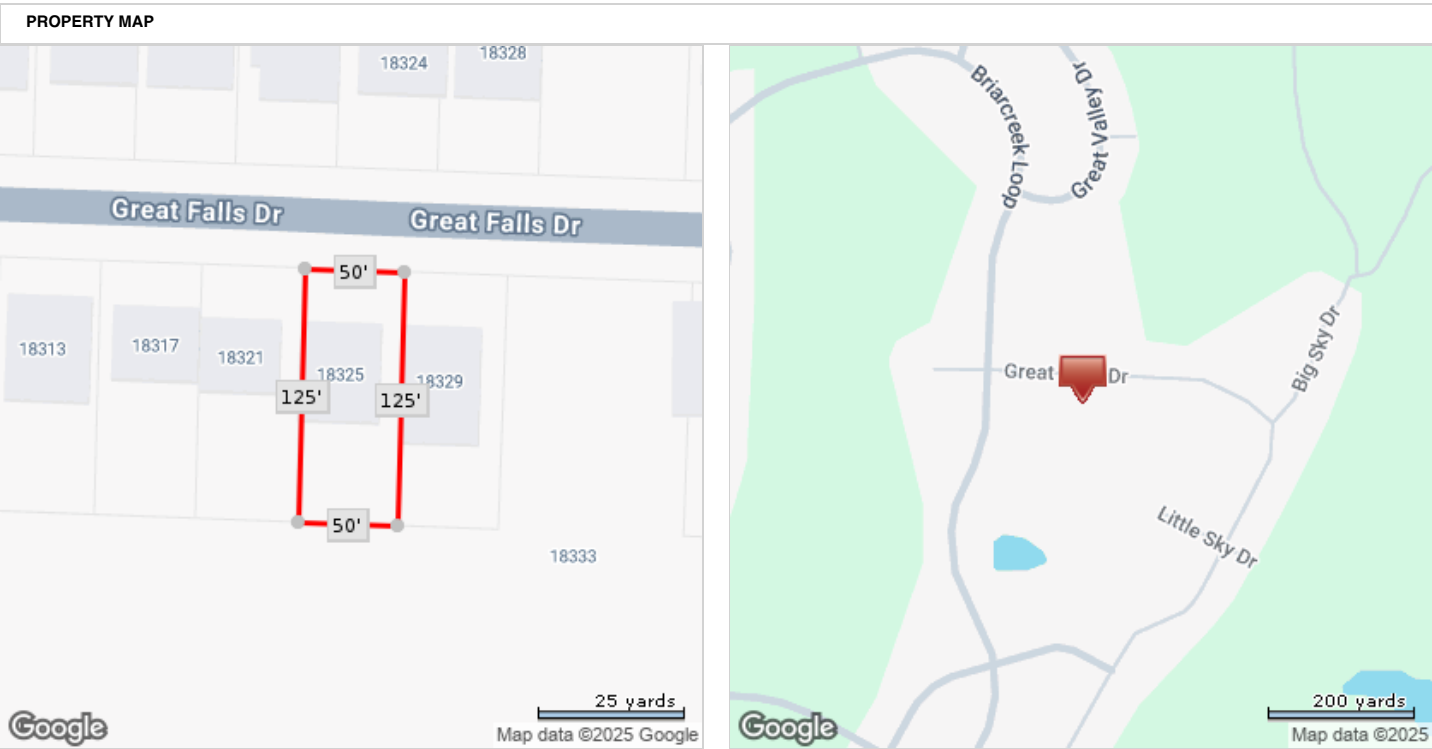 PROPERTY MAP
18324
18328
Great Falls Dr
Great Falls Dr
50'
18313
18317
18321
18325
18329
125'
125'
50'
18333
25 yards
Google
Map data ©2025 Google
Briarcreek Loop
Great Valley Dr
Great
Dr
Big Sky Dr
Little Sky Dr
200 yards
Google
Map data ©2025